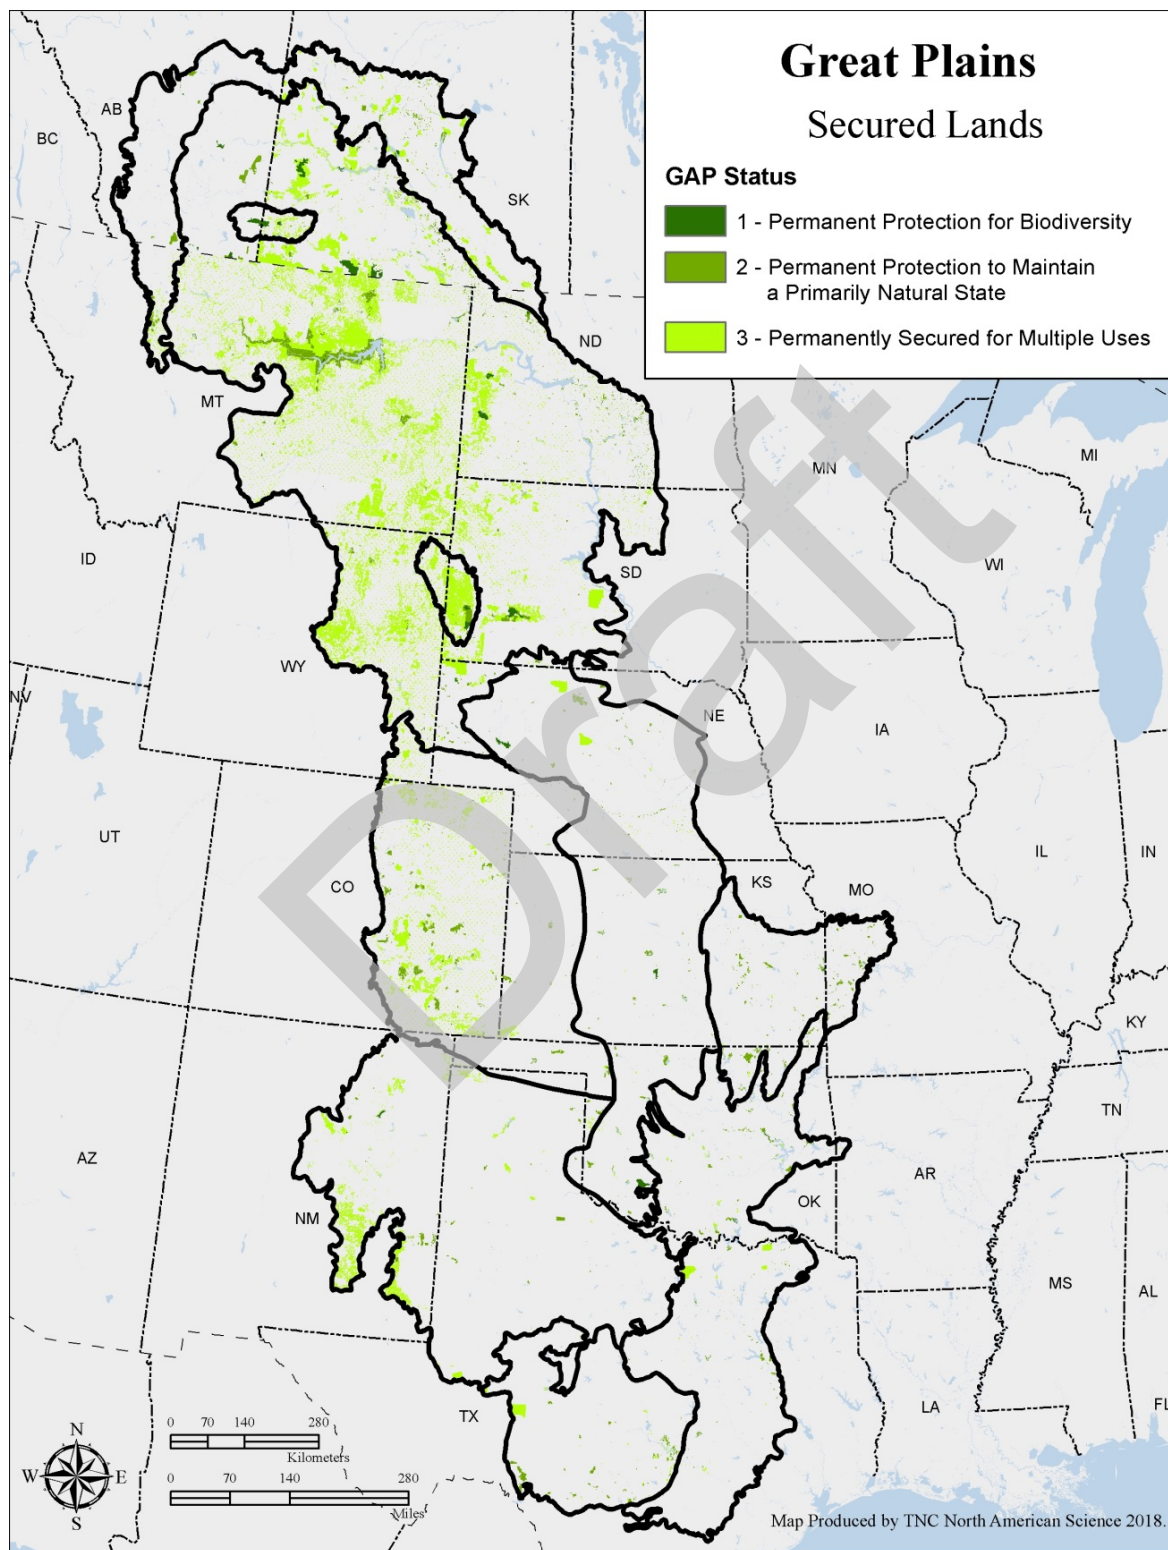 Great Plains
Secured Lands
GAP Status
1 - Permanent Protection for Biodiversity
2 - Permanent Protection to Maintain
a Primarily Natural State
3 - Permanently Secured for Multiple Uses
AB
BC
SK
ND
MT
MN
MI
ID
WI
SD
WY
NV
NE
IA
UT
IL
IN
CO
KS
MO
KY
TN
AZ
AR
OK
NM
MS
AL
TX
LA
FL
Draft
N
W
E
S
0 70 140 280
Kilometers
0 70 140 280
Miles
Map Produced by TNC North American Science 2018.